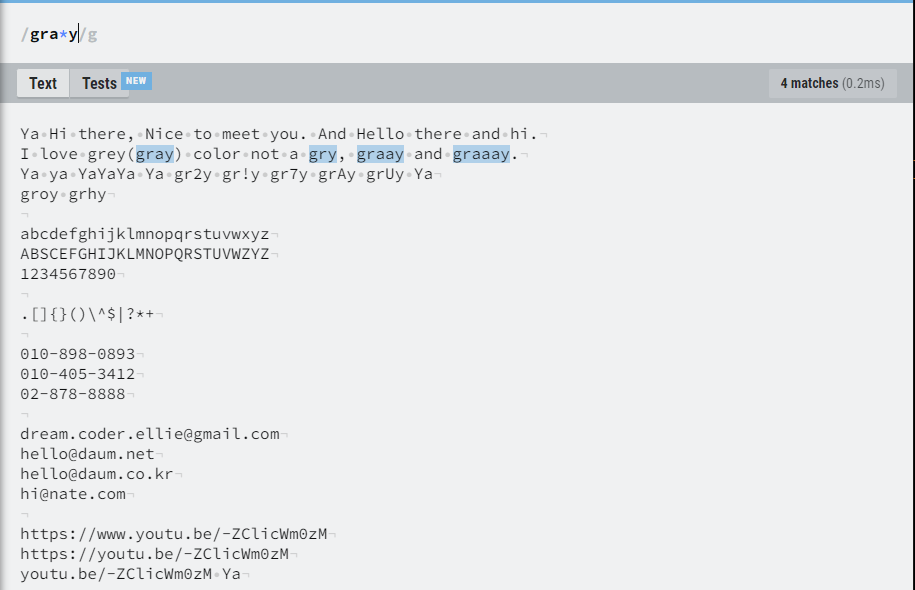 /gra*y/g
Text Tests NEW 4 matches (0.2ms)
Ya Hi there, Nice to meet you. And Hello there and hi.
I love grey(gray) color not a gry, graay and graaay.
Ya ya YaYaYa Ya gr2y gr!y gr7y grAy grUy Ya
groy grhy
abcdefghijklmnopqrstuvwxyz
ABSCEFGHIJKLMNOPQRSTUVWZYZ
1234567890
.[]{}()\^$|?*+
010-898-0893
010-405-3412
02-878-8888
dream.coder.ellie@gmail.com
hello@daum.net
hello@daum.co.kr
hi@nate.com
https://www.youtu.be/-ZClicWm0zM
https://youtu.be/-ZClicWm0zM
youtu.be/-ZClicWm0zM Ya